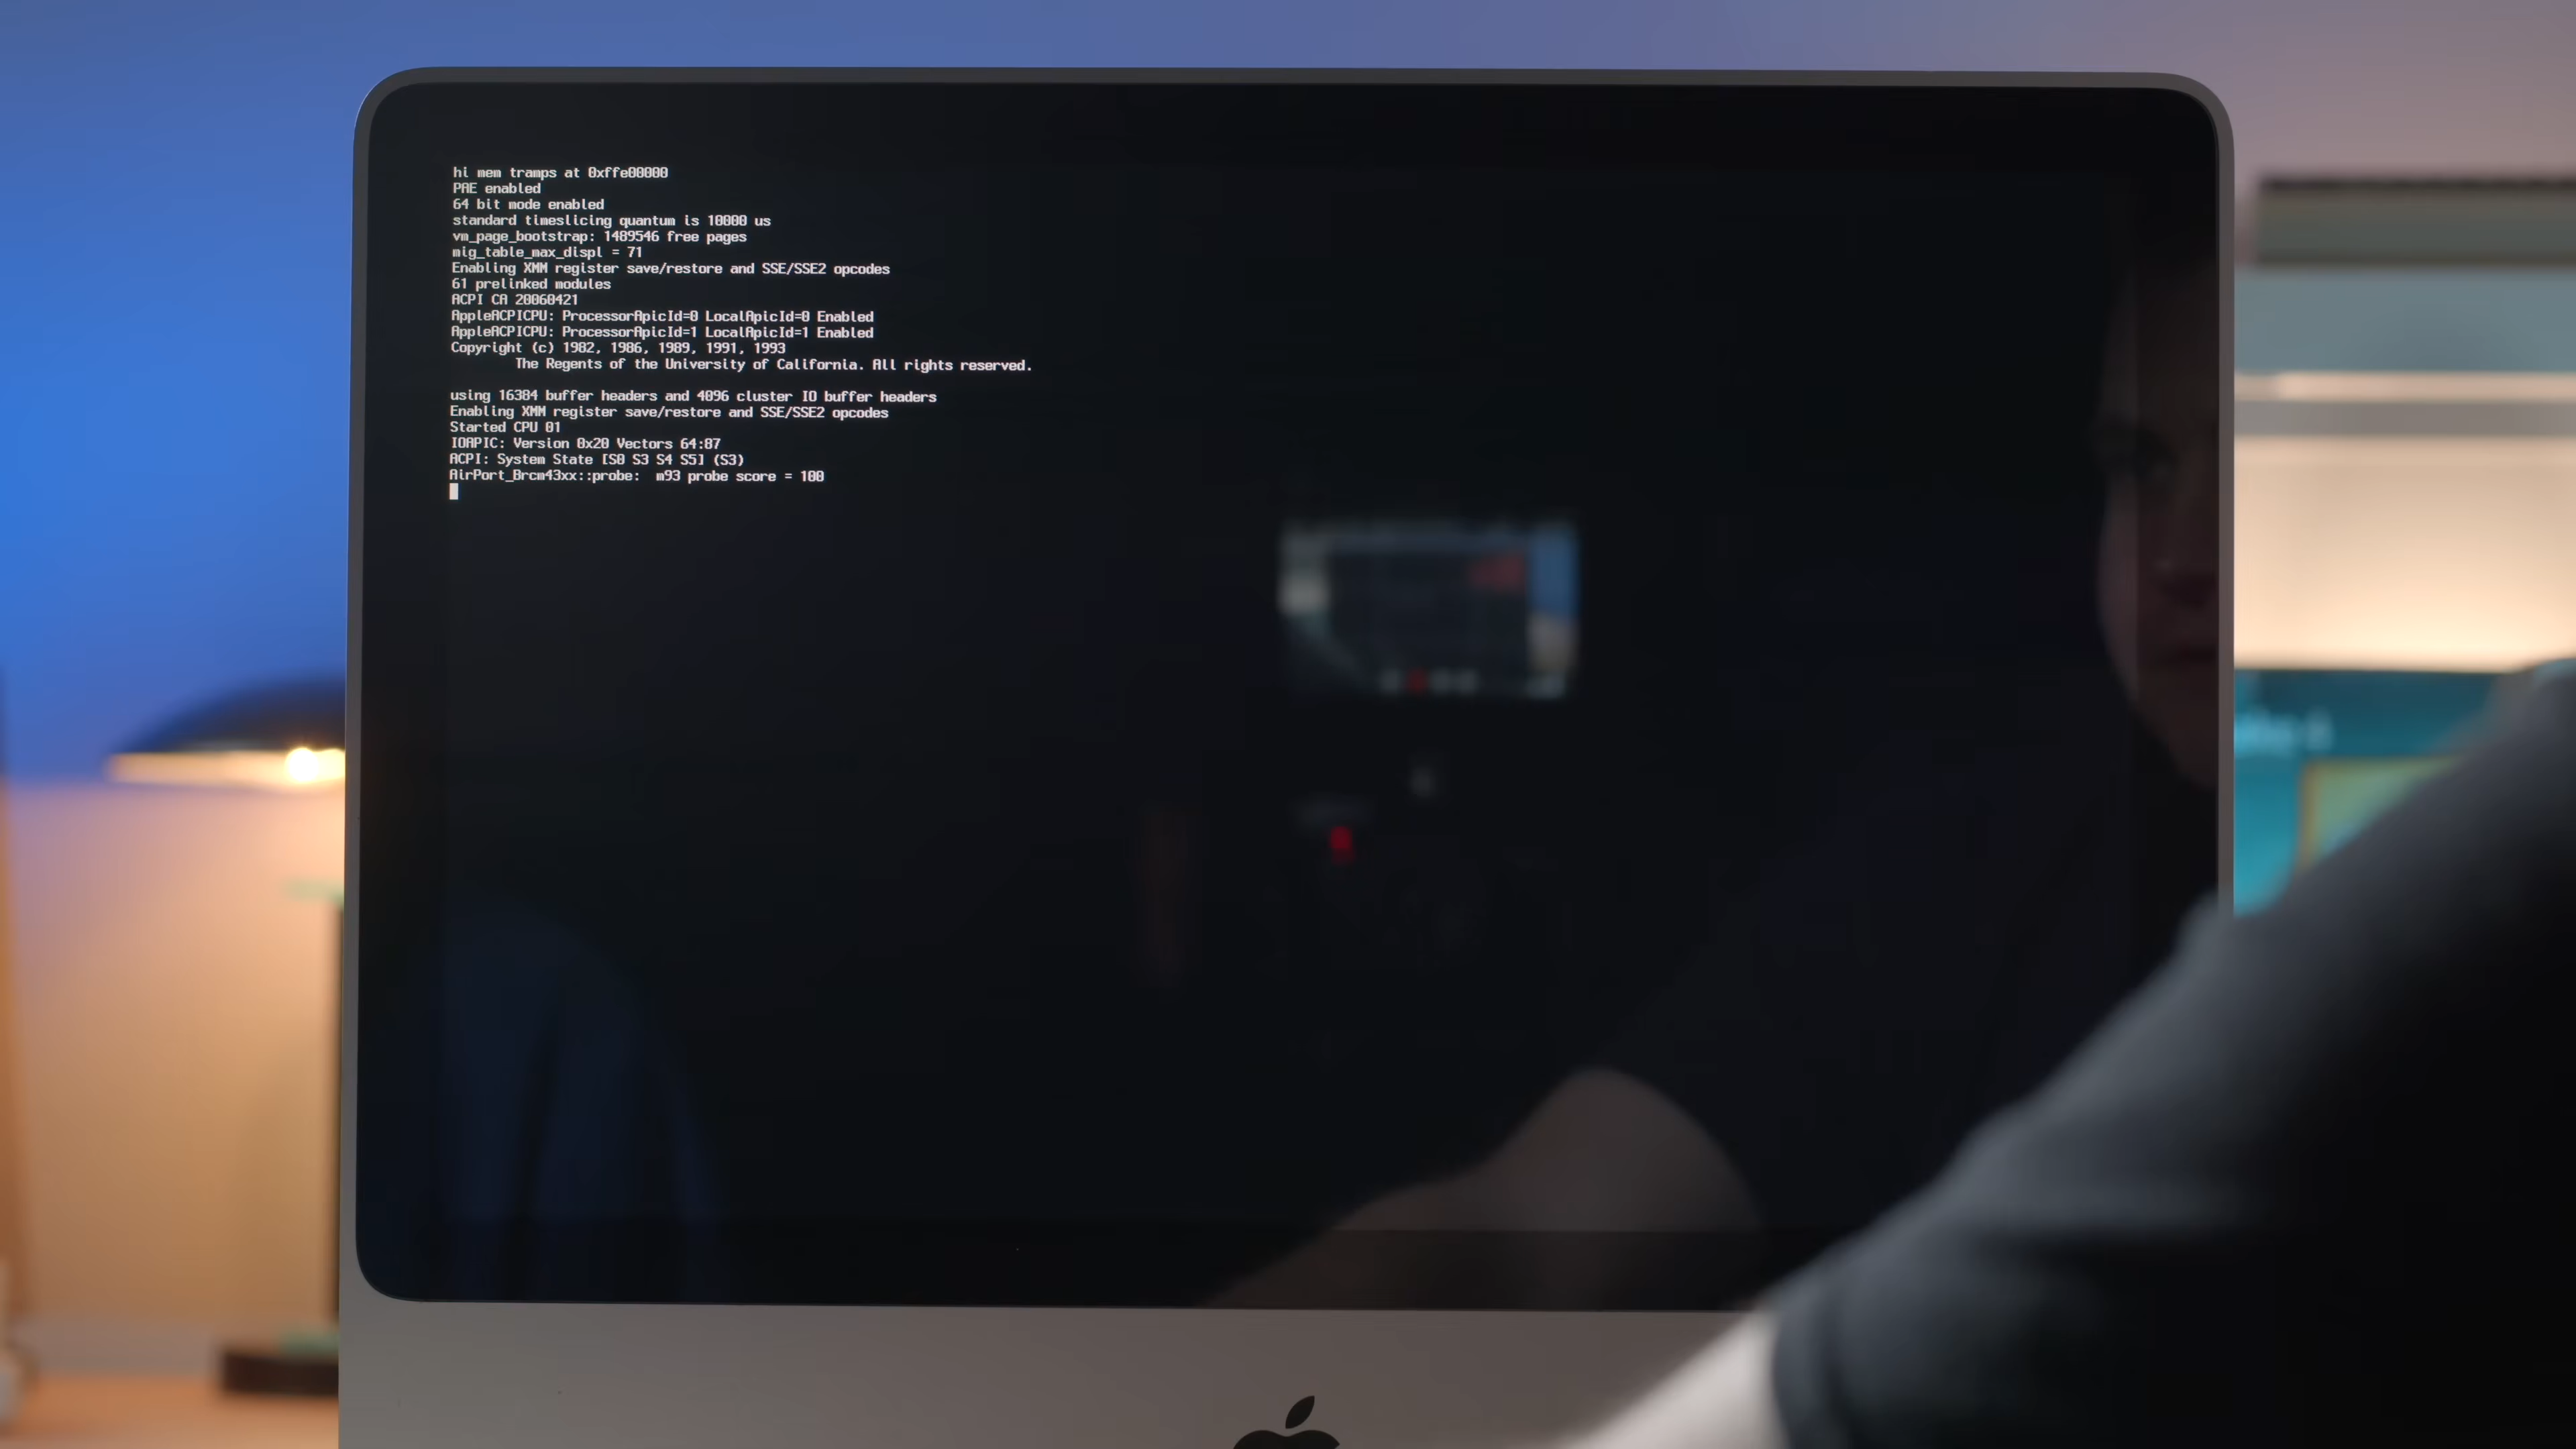 hi mem tramps at 0xffe00000
PAE enabled
64 bit mode enabled
standard timeslicing quantum is 10000 us
vm_page_bootstrap: 1489546 free pages
mig_table_max_displ = 71
Enabling XMM register save/restore and SSE/SSE2 opcodes
61 prelinked modules
ACPI CA 20060421
AppleACPICPU: ProcessorApicId=0 LocalApicId=0 Enabled
AppleACPICPU: ProcessorApicId=1 LocalApicId=1 Enabled
Copyright (c) 1982, 1986, 1989, 1991, 1993
The Regents of the University of California. All rights reserved.
using 16384 buffer headers and 4096 cluster IO buffer headers
Enabling XMM register save/restore and SSE/SSE2 opcodes
Started CPU 01
IOAPIC: Version 0x20 Vectors 64:87
ACPI: System State [S0 S3 S4 S5] (S3)
AirPort_Brcm43xx::probe: m93 probe score = 100